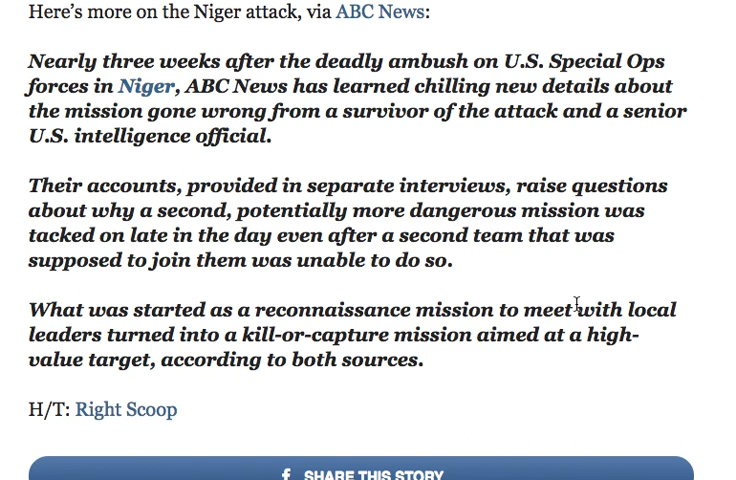 Here's more on the Niger attack, via ABC News:
Nearly three weeks after the deadly ambush on U.S. Special Ops
forces in Niger, ABC News has learned chilling new details about
the mission gone wrong from a survivor of the attack and a senior
U.S. intelligence official.
Their accounts, provided in separate interviews, raise questions
about why a second, potentially more dangerous mission was
tacked on late in the day even after a second team that was
supposed to join them was unable to do so.
What was started as a reconnaissance mission to meet with local
leaders turned into a kill-or-capture mission aimed at a high-
value target, according to both sources.
H/T: Right Scoop
SHARE THIS STORY